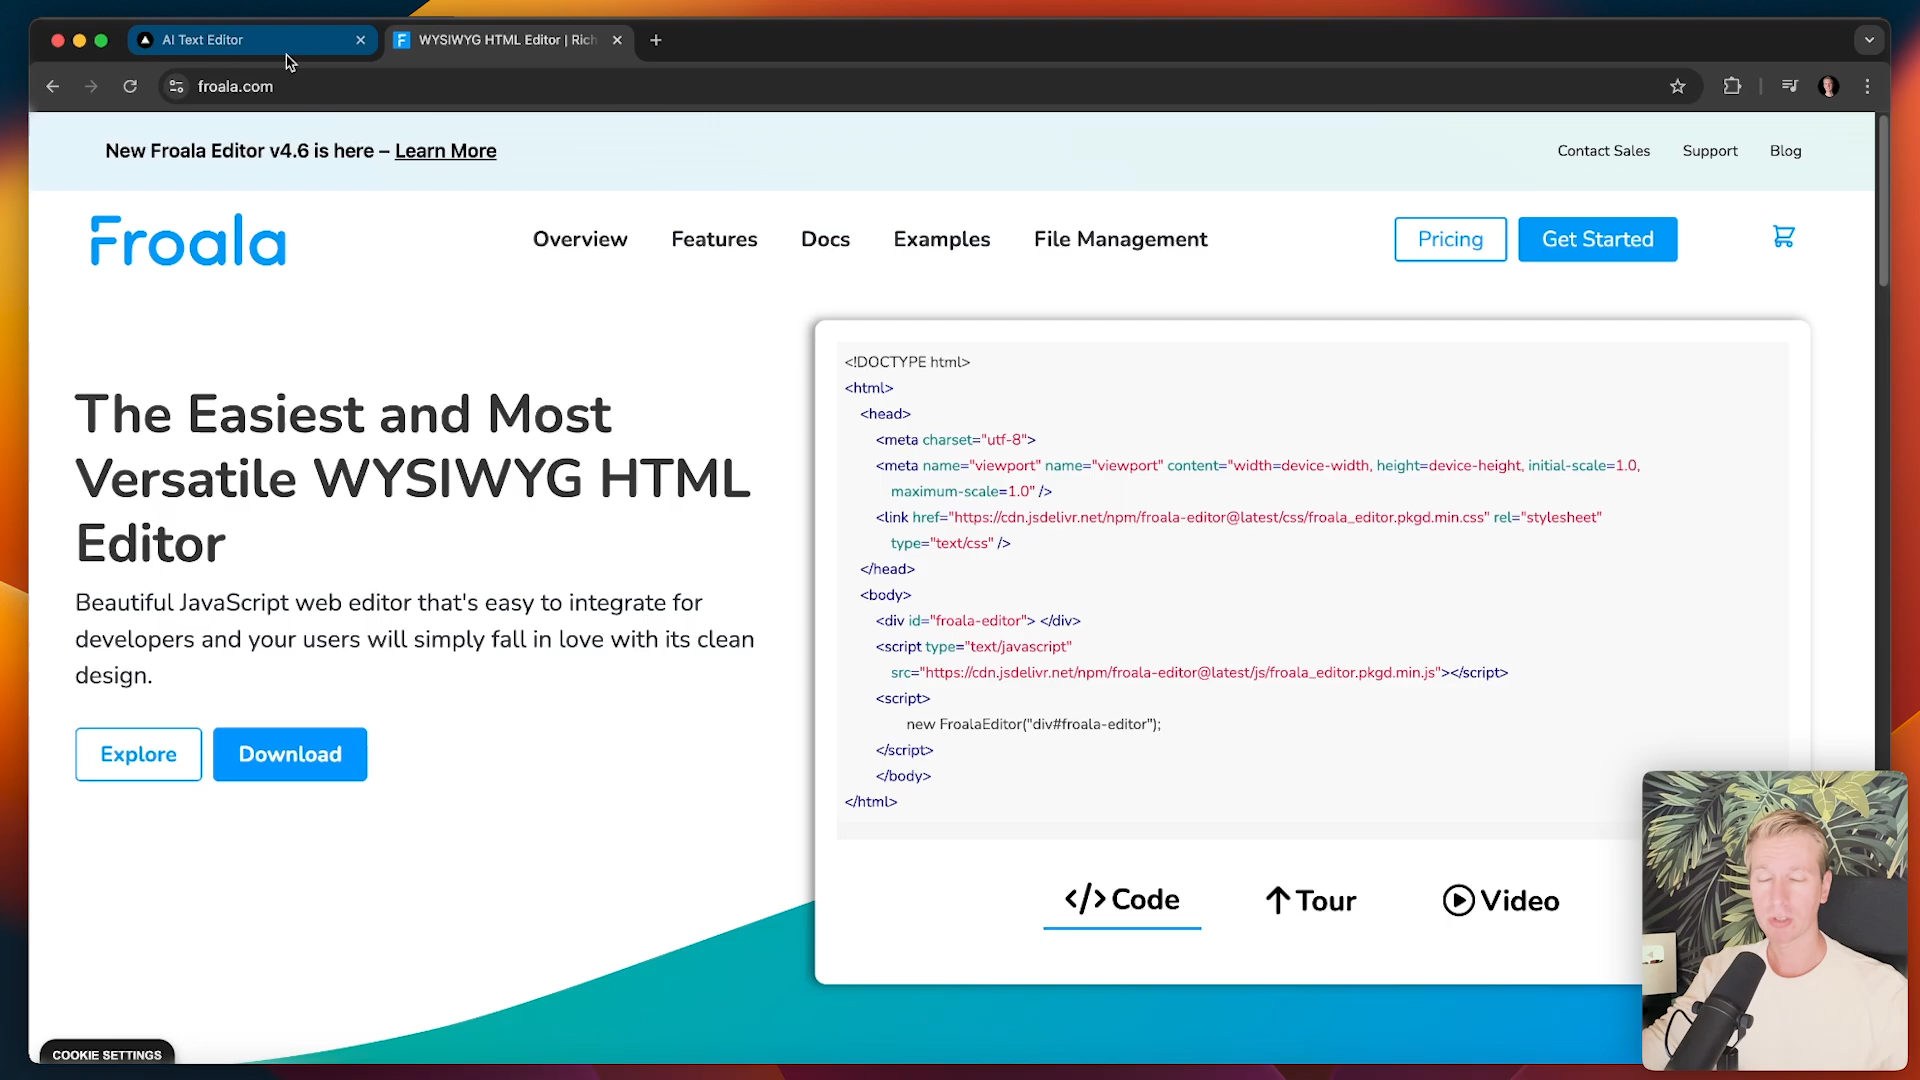 AI Text Editor
WYSIWYG HTML Editor | Rich
froala.com
New Froala Editor v4.6 is here – Learn More
Contact Sales
Support
Blog
Froala
Overview
Features
Docs
Examples
File Management
Pricing
Get Started
The Easiest and Most
Versatile WYSIWYG HTML
Editor
Beautiful JavaScript web editor that's easy to integrate for
developers and your users will simply fall in love with its clean
design.
Explore
Download
<!DOCTYPE html>
<html>
<head>
<meta charset="utf-8">
<meta name="viewport" name="viewport" content="width=device-width, height=device-height, initial-scale=1.0,
maximum-scale=1.0" />
<link href="https://cdn.jsdelivr.net/npm/froala-editor@latest/css/froala_editor.pkgd.min.css" rel="stylesheet"
type="text/css" />
</head>
<body>
<div id="froala-editor"> </div>
<script type="text/javascript"
src="https://cdn.jsdelivr.net/npm/froala-editor@latest/js/froala_editor.pkgd.min.js"></script>
<script>
new FroalaEditor("div#froala-editor");
</script>
</body>
</html>
</> Code
Tour
Video
COOKIE SETTINGS